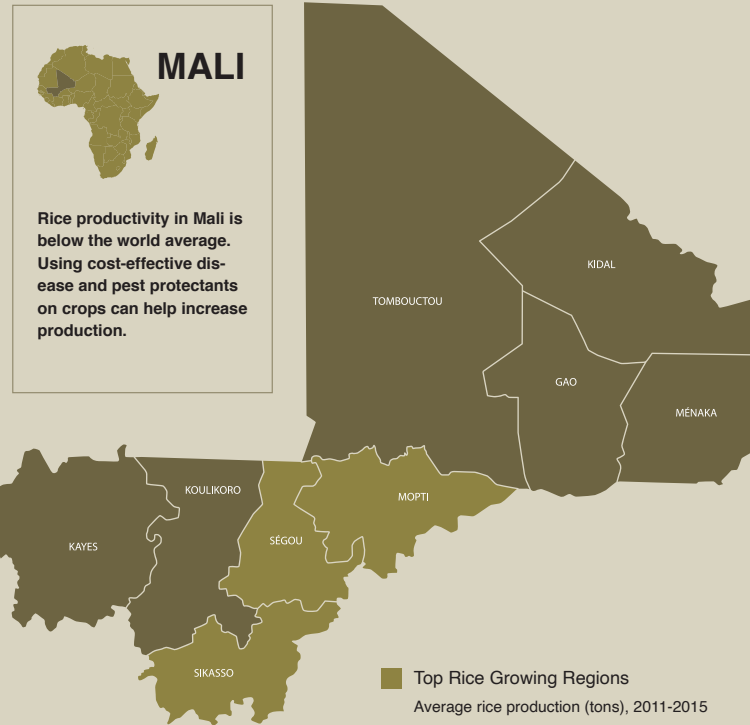 MALI
Rice productivity in Mali is
below the world average.
Using cost-effective dis-
ease and pest protectants
on crops can help increase
production.
KIDAL
TOMBOUCTOU
GAO
MÉNAKA
KOULIKORO
MOPTI
SÉGOU
KAYES
SIKASSO
Top Rice Growing Regions
Average rice production (tons), 2011-2015